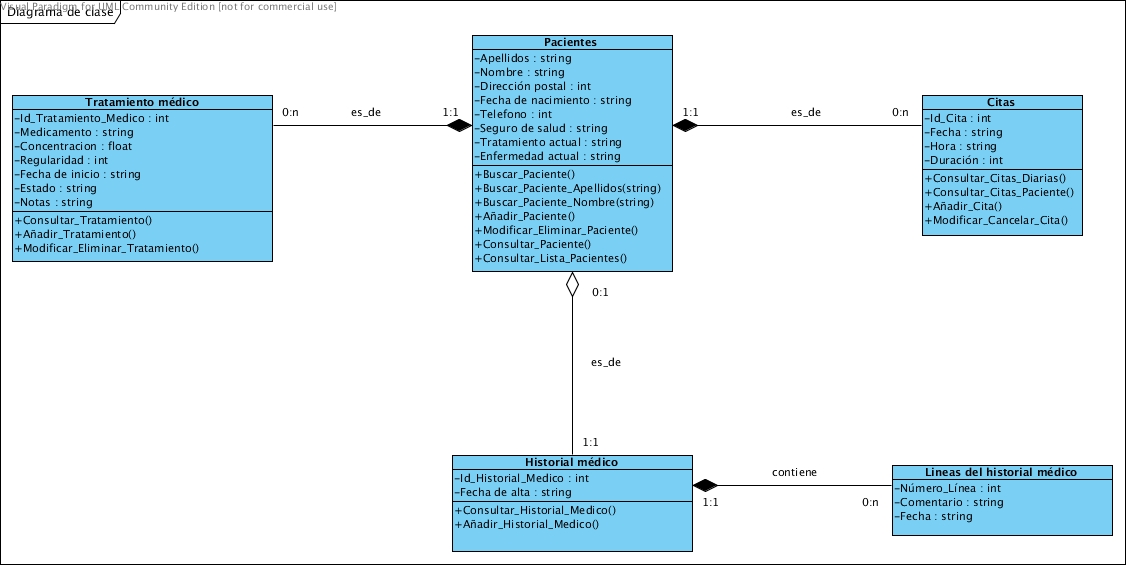 Visual Paradigm for UML Community Edition [not for commercial use]
Diagrama de clase
Pacientes
-Apellidos : string
-Nombre : string
-Dirección postal : int
-Fecha de nacimiento : string
-Telefono : int
-Seguro de salud : string
-Tratamiento actual : string
-Enfermedad actual : string
+Buscar_Paciente()
+Buscar_Paciente_Apellidos(string)
+Buscar_Paciente_Nombre(string)
+Añadir_Paciente()
+Modificar_Eliminar_Paciente()
+Consultar_Paciente()
+Consultar_Lista_Pacientes()
Tratamiento médico
-Id_Tratamiento_Medico : int
-Medicamento : string
-Concentracion : float
-Regularidad : int
-Fecha de inicio : string
-Estado : string
-Notas : string
+Consultar_Tratamiento()
+Añadir_Tratamiento()
+Modificar_Eliminar_Tratamiento()
0:n es_de 1:1
1:1 es_de 0:n
Citas
-Id_Cita : int
-Fecha : string
-Hora : string
-Duración : int
+Consultar_Citas_Diarias()
+Consultar_Citas_Paciente()
+Añadir_Cita()
+Modificar_Cancelar_Cita()
0:1
es_de
1:1
Historial médico
-Id_Historial_Medico : int
-Fecha de alta : string
+Consultar_Historial_Medico()
+Añadir_Historial_Medico()
contiene
1:1 0:n
Lineas del historial médico
-Número_Línea : int
-Comentario : string
-Fecha : string